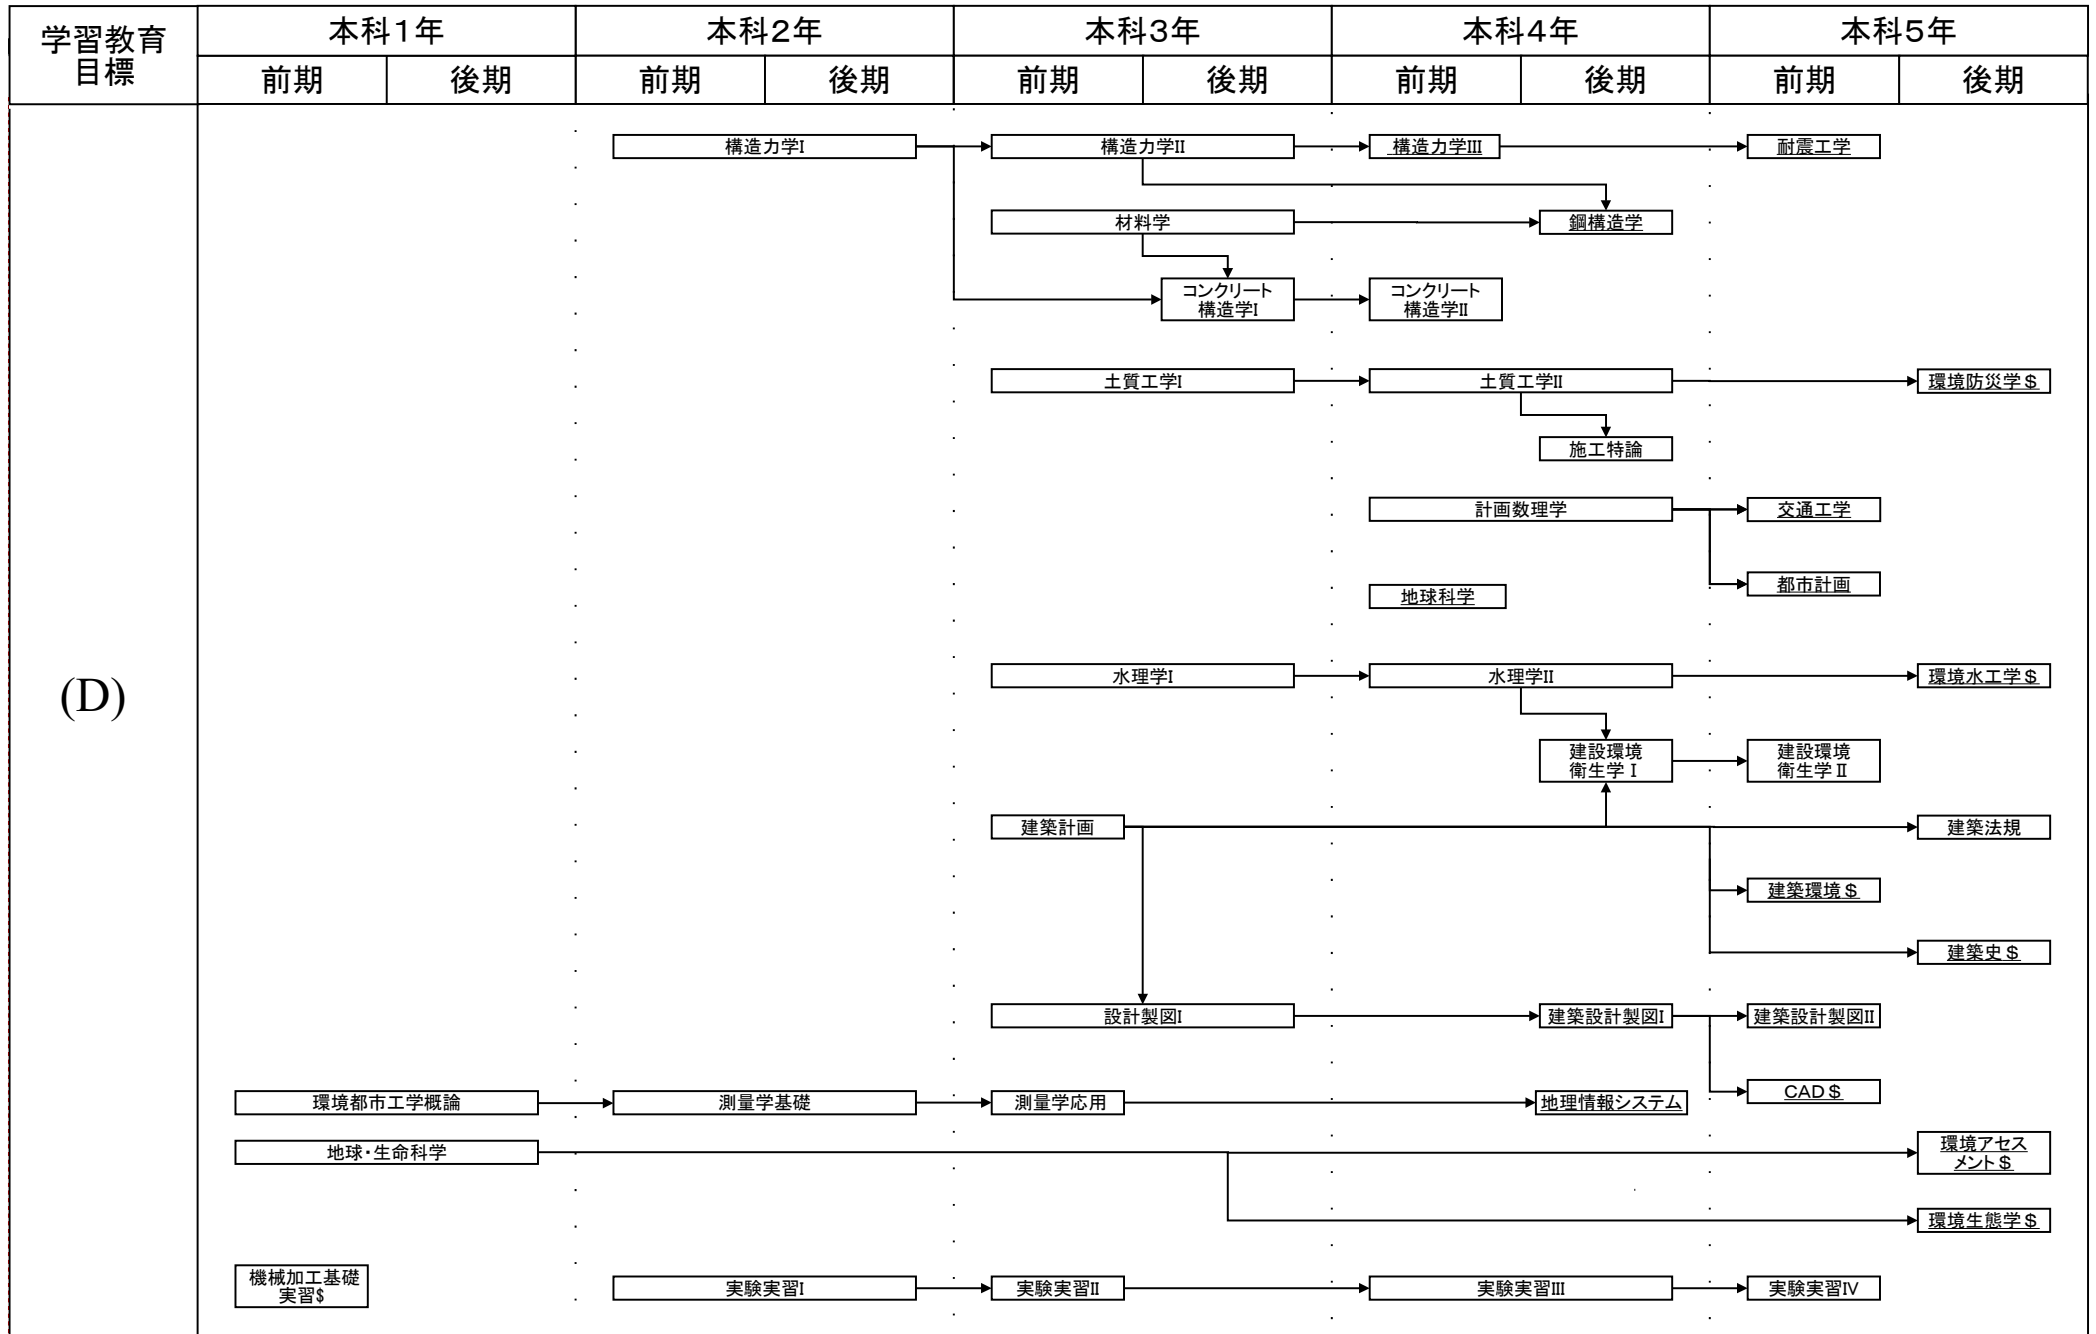 学習教育
目標
本科1年
本科2年
本科3年
本科4年
本科5年
前期
後期
前期
後期
前期
後期
前期
後期
前期
後期
(D)
構造力学I
構造力学II
構造力学III
耐震工学
材料学
鋼構造学
コンクリート
構造学I
コンクリート
構造学II
土質工学I
土質工学II
環境防災学＄
施工特論
計画数理学
交通工学
都市計画
地球科学
水理学I
水理学II
環境水工学＄
建設環境
衛生学Ⅰ
建設環境
衛生学Ⅱ
建築計画
建築法規
建築環境＄
建築史＄
設計製図I
建築設計製図I
建築設計製図II
CAD＄
環境都市工学概論
測量学基礎
測量学応用
地理情報システム
地球・生命科学
環境アセス
メント＄
環境生態学＄
機械加工基礎
実習$
実験実習I
実験実習II
実験実習III
実験実習IV